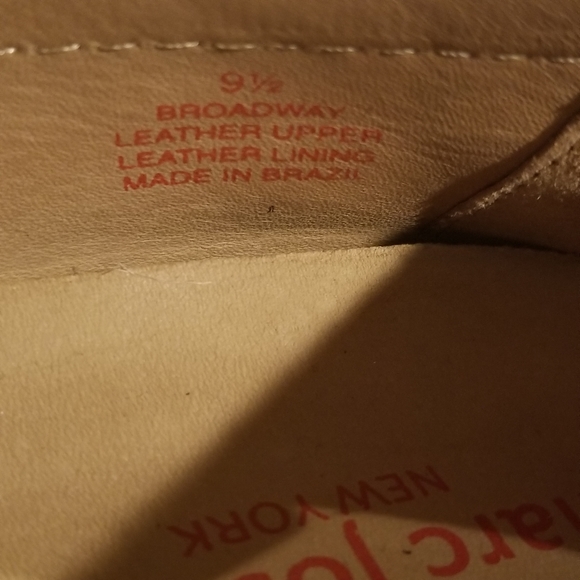 9½
BROADWAY
LEATHER UPPER
LEATHER LINING
MADE IN BRAZIL
NEW YORK